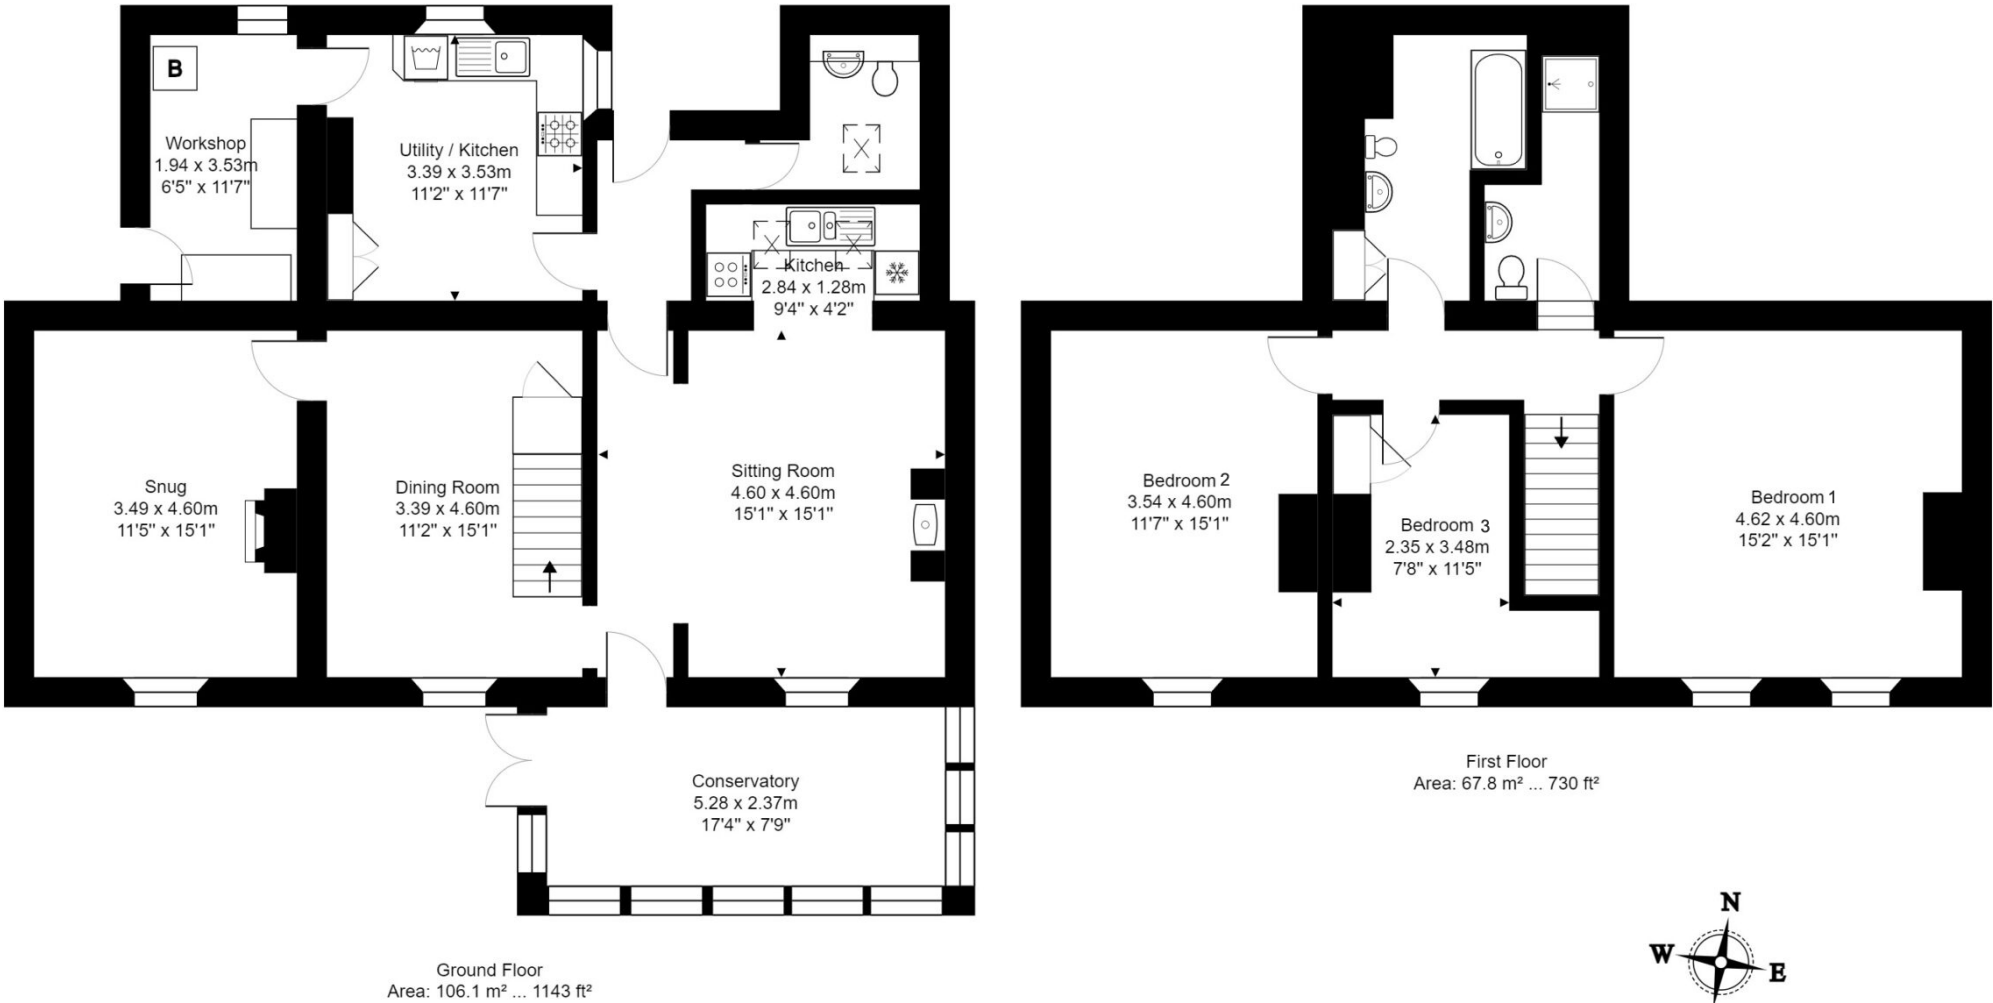 B
Workshop
1.94 x 3.53m
6'5" x 11'7"
Utility / Kitchen
3.39 x 3.53m
11'2" x 11'7"
Kitchen
2.84 x 1.28m
9'4" x 4'2"
Snug
3.49 x 4.60m
11'5" x 15'1"
Dining Room
3.39 x 4.60m
11'2" x 15'1"
Sitting Room
4.60 x 4.60m
15'1" x 15'1"
Conservatory
5.28 x 2.37m
17'4" x 7'9"
Ground Floor
Area: 106.1 m² ... 1143 ft²
Bedroom 2
3.54 x 4.60m
11'7" x 15'1"
Bedroom 3
2.35 x 3.48m
7'8" x 11'5"
Bedroom 1
4.62 x 4.60m
15'2" x 15'1"
First Floor
Area: 67.8 m² ... 730 ft²
N
W
E